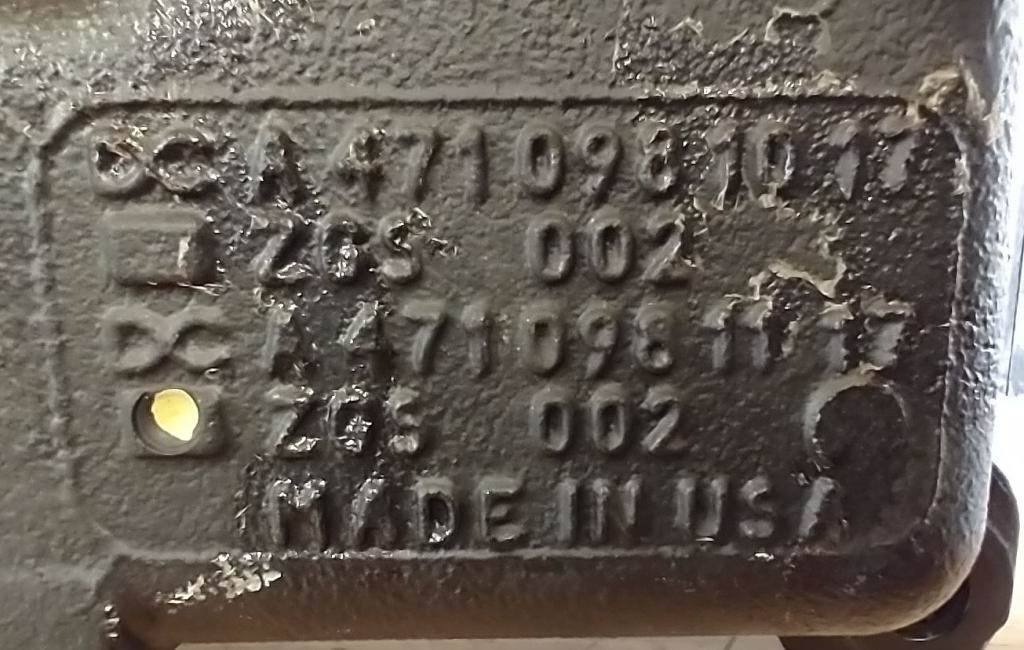 A 471 098 10 17
ZGS 002
A 471 098 11 17
ZGS 002
MADE IN USA